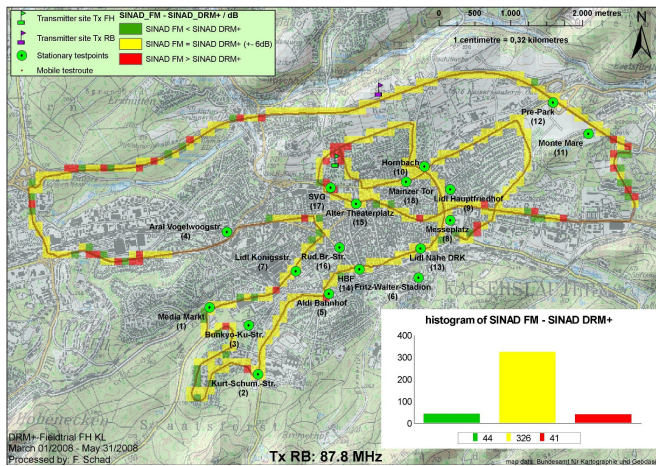 Transmitter site Tx FH
Transmitter site Tx RB
Stationary testpoints
Mobile testroute
SINAD_FM - SINAD_DRM+ / dB
SINAD FM < SINAD DRM+
SINAD FM = SINAD DRM+ (+- 6dB)
SINAD FM > SINAD DRM+
0
2.000 metres
1 centimetre = 0,32 kilometres
N
Pre-Park
(12)
Monte Mare
(11)
Hornbach
(10)
Mainzer Tor
(18)
Lidl Hauptfriedhof
(9)
SVG
(17)
Alter Theaterplatz
(15)
Messeplatz
(8)
Aral Vogelwoogstr.
(4)
Lidl Königsstr.
(7)
Rud.Br.-Str.
(16)
Lidl Nähe DRK
(13)
HBF
(14)
Fritz-Walter-Stadion
(6)
KAISERSLAUTERN
Aldi Bahnhof
(5)
Media Markt
(1)
Bunkyo-Ku-Str.
(3)
Kurt-Schum.-Str.
(2)
Hohenecken
Staatsforst
histogram of SINAD FM - SINAD DRM+
400
300
200
100
0
44
326
41
DRM+-Fieldtrial FH KL
March 01/2008 - May 31/2008
Processed by: F. Schad
Tx RB: 87.8 MHz
map data: Bundesamt für Kartographie und Geodäsie